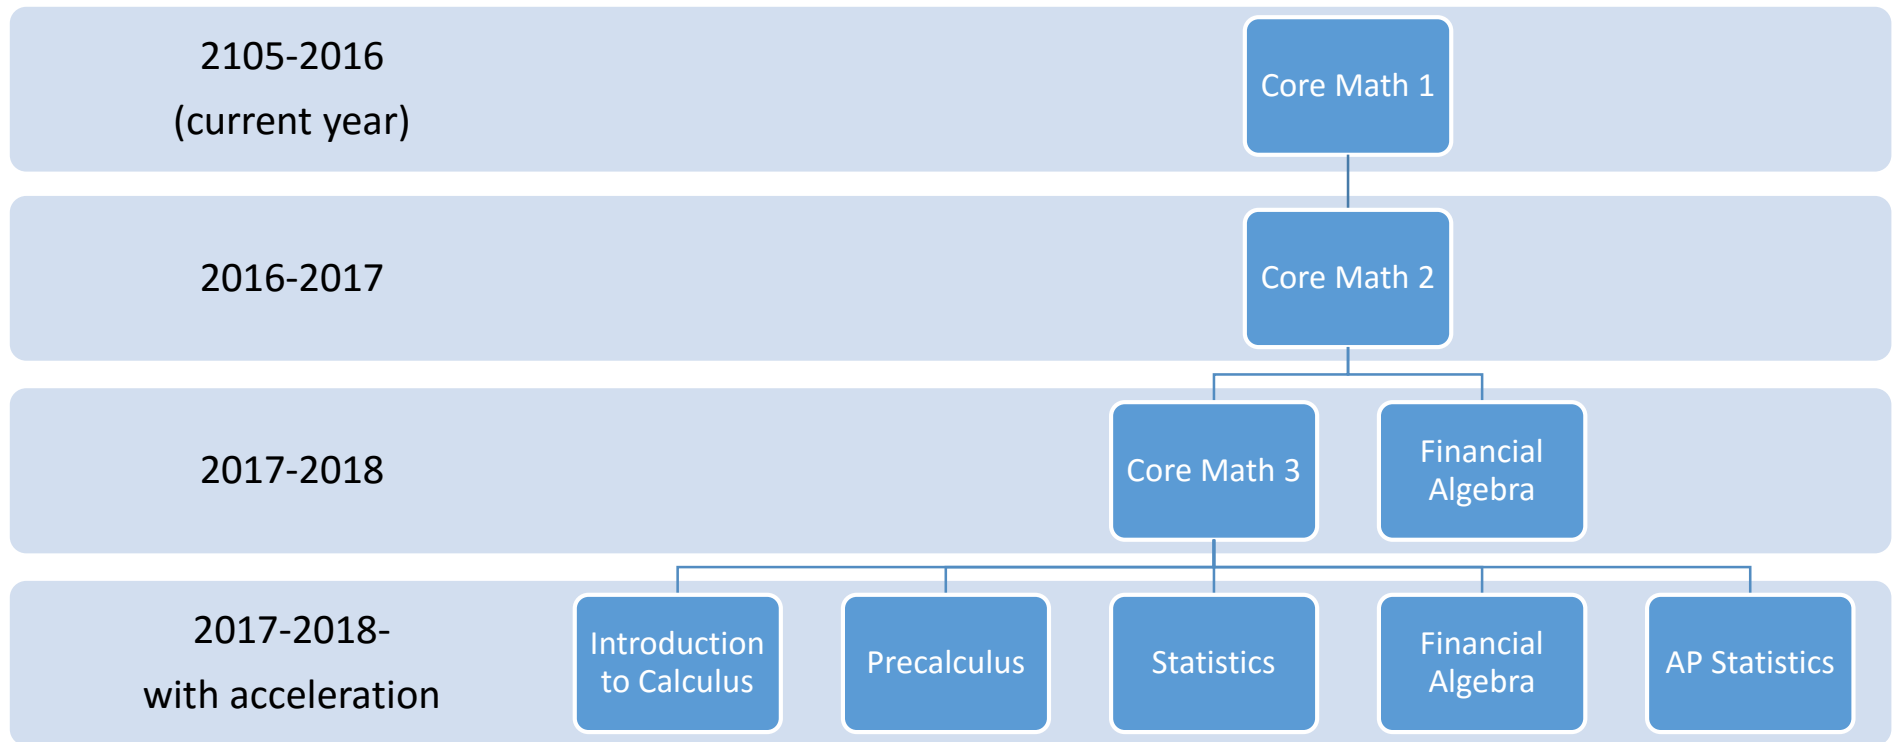 2105-2016
(current year)
Core Math 1
2016-2017
Core Math 2
2017-2018
Core Math 3
Financial
Algebra
2017-2018-
with acceleration
Introduction
to Calculus
Precalculus
Statistics
Financial
Algebra
AP Statistics